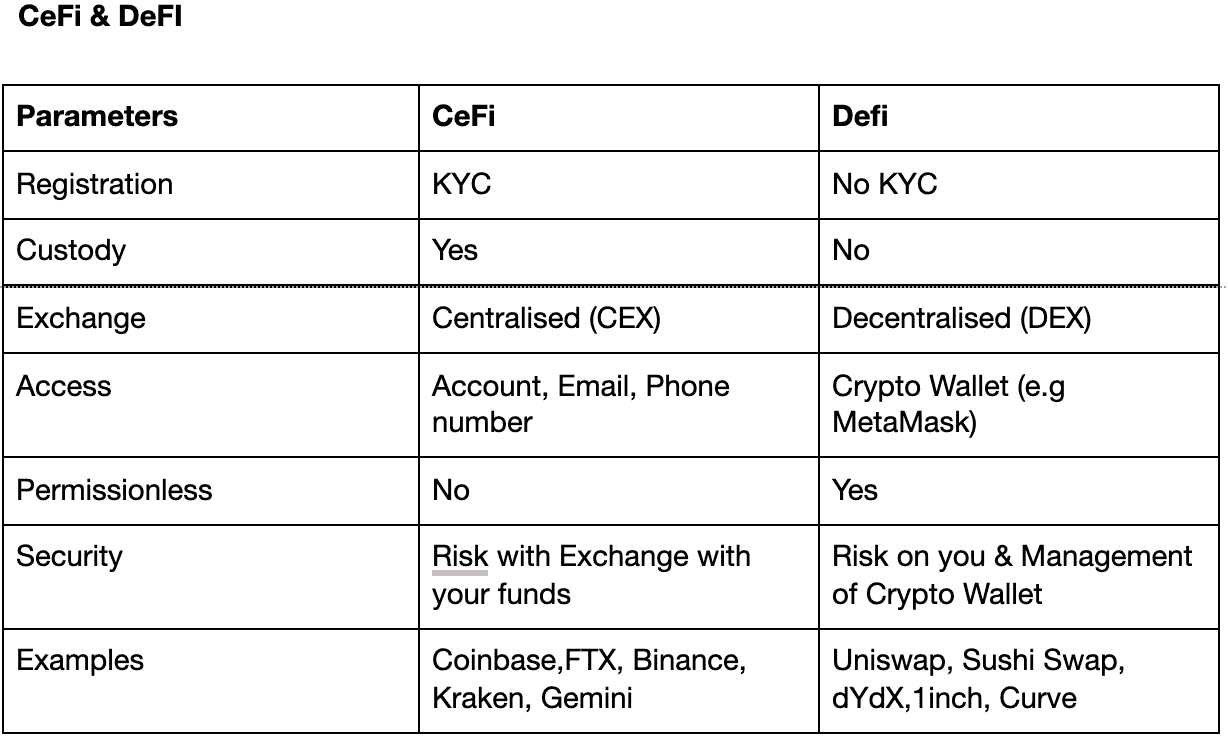 CeFi & DeFI
Parameters CeFi Defi
Registration KYC No KYC
Custody Yes No
Exchange Centralised (CEX) Decentralised (DEX)
Access Account, Email, Phone Crypto Wallet (e.g
number MetaMask)
Permissionless No Yes
Security Risk with Exchange with Risk on you & Management
your funds of Crypto Wallet
Examples Coinbase,FTX, Binance, Uniswap, Sushi Swap,
Kraken, Gemini dYdX,1inch, Curve